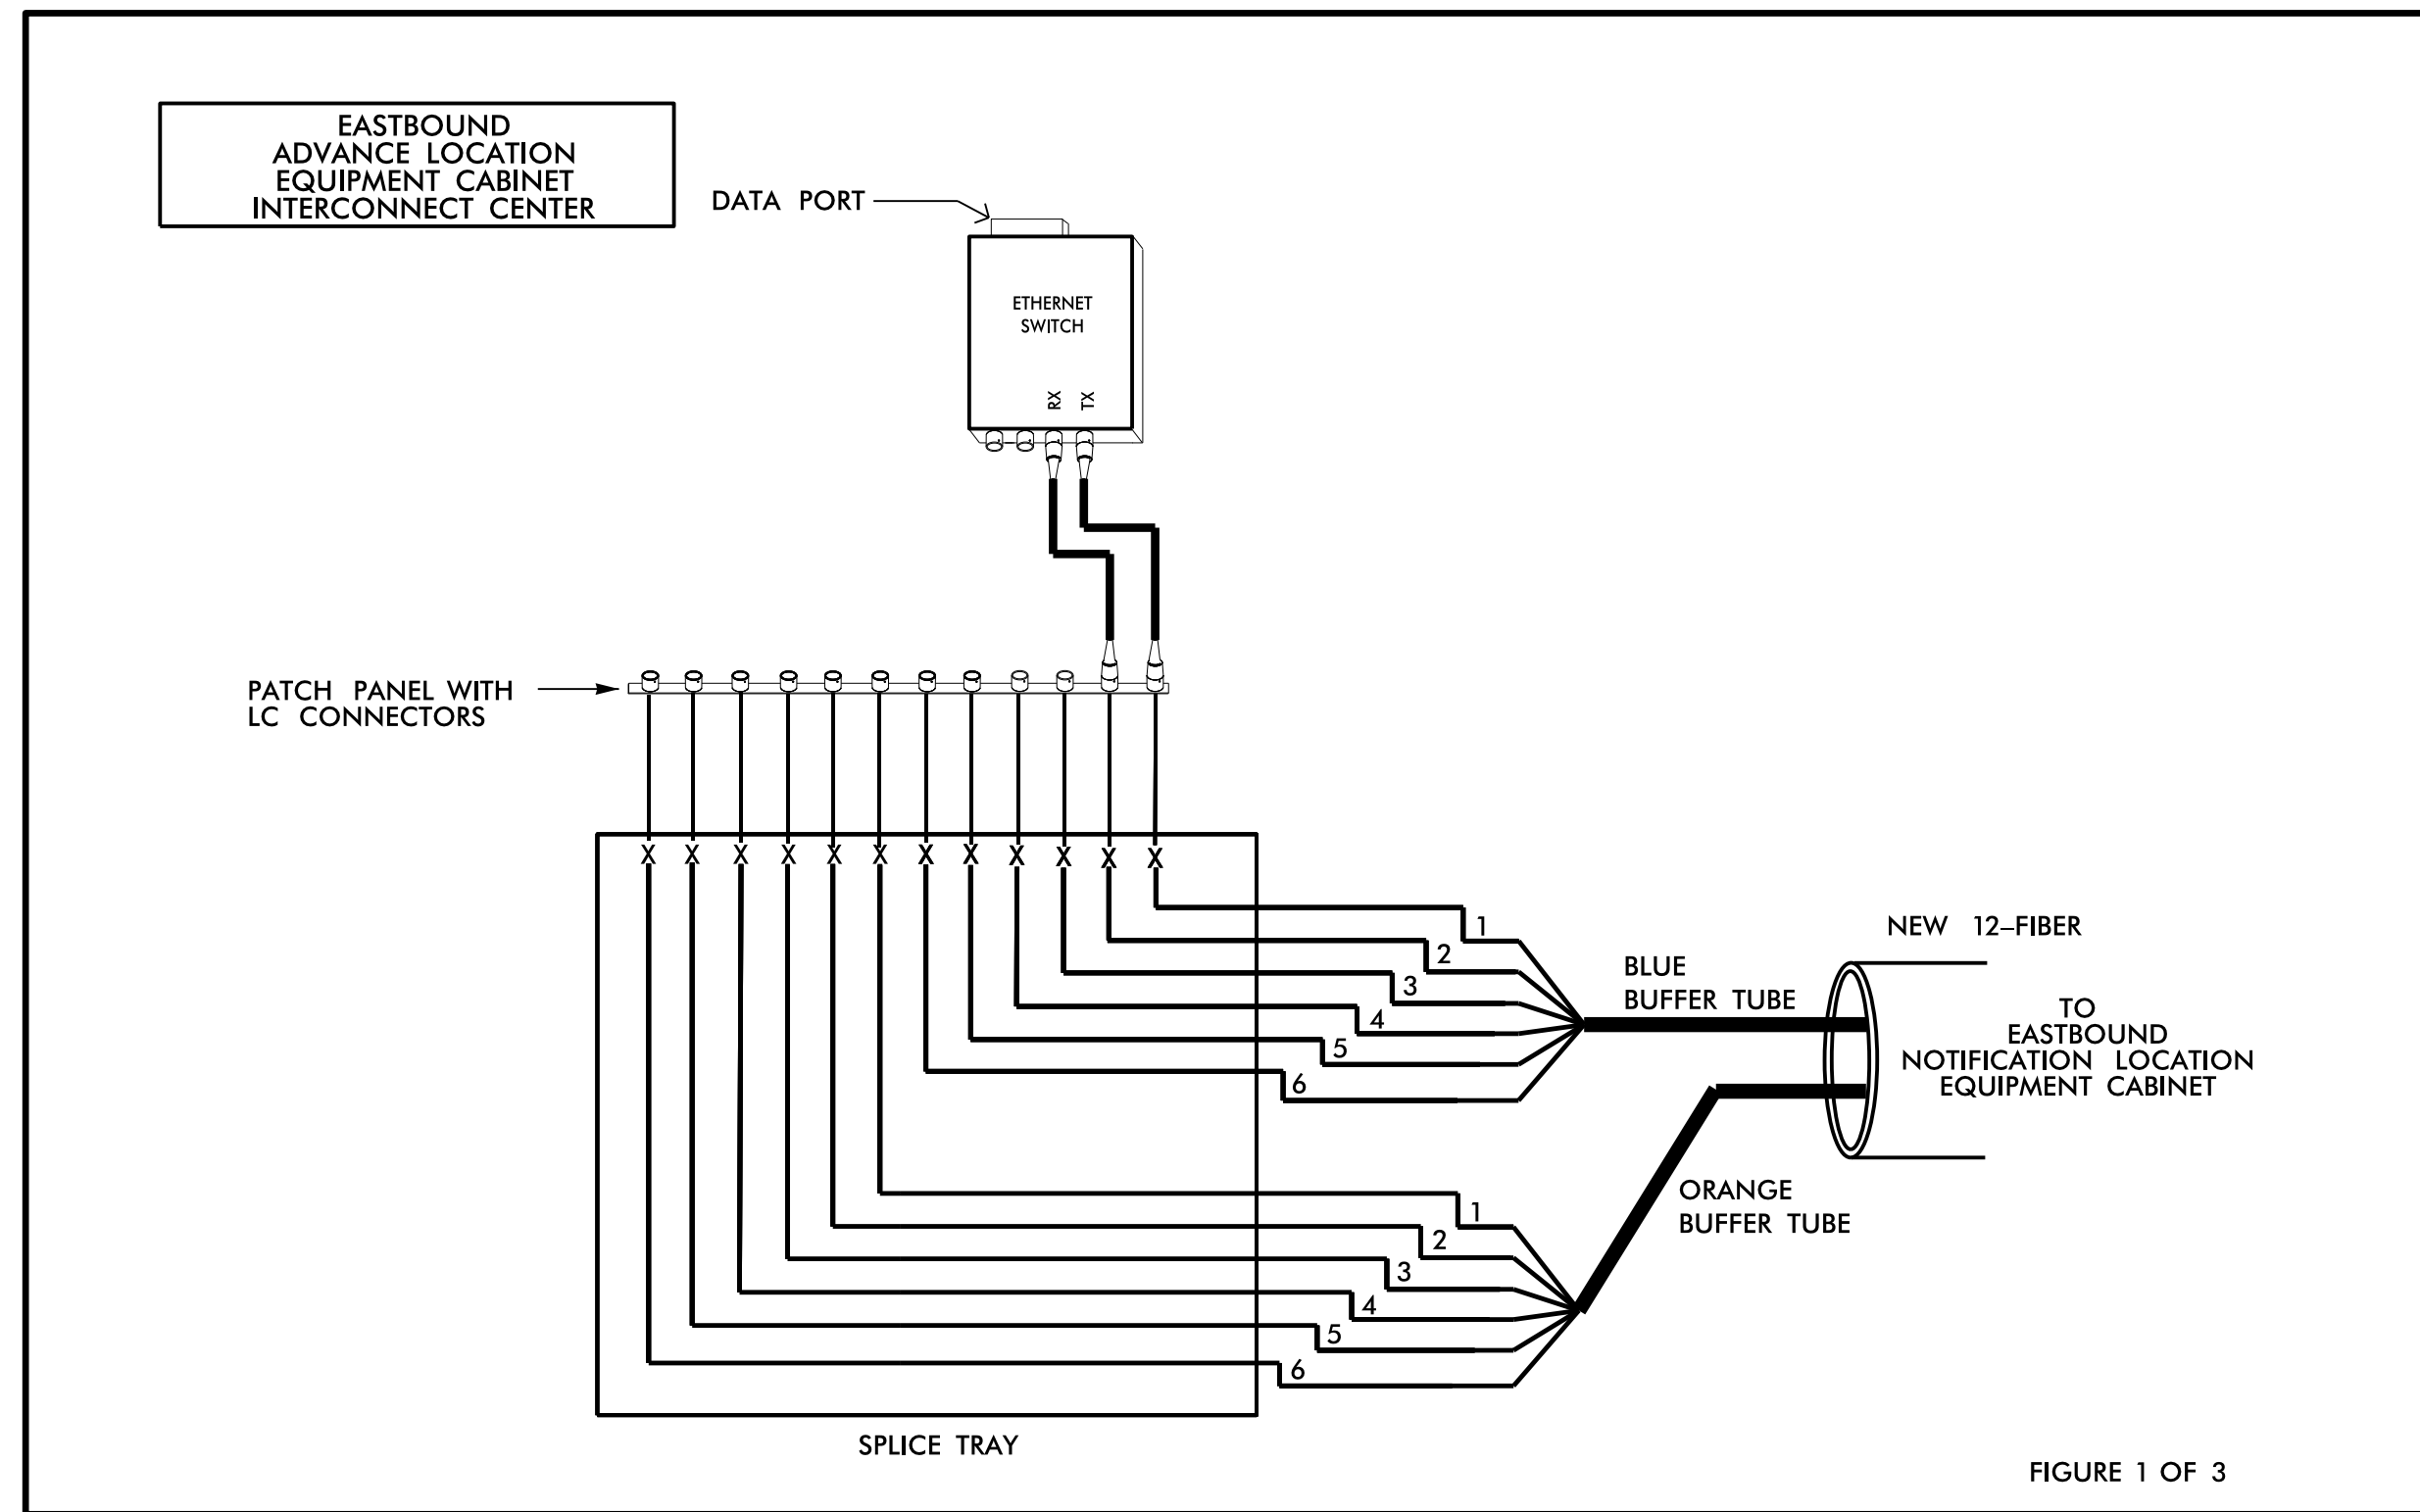 EASTBOUND
ADVANCE LOCATION
EQUIPMENT CABINET
INTERCONNECT CENTER
DATA PORT
ETHERNET
SWITCH
RX
TX
PATCH PANEL WITH
LC CONNECTORS
X X X X X X X X X X X X
1
2
3
4
5
6
BLUE
BUFFER TUBE
NEW 12-FIBER
TO
EASTBOUND
NOTIFICATION LOCATION
EQUIPMENT CABINET
ORANGE
BUFFER TUBE
1
2
3
4
5
6
SPLICE TRAY
FIGURE 1 OF 3